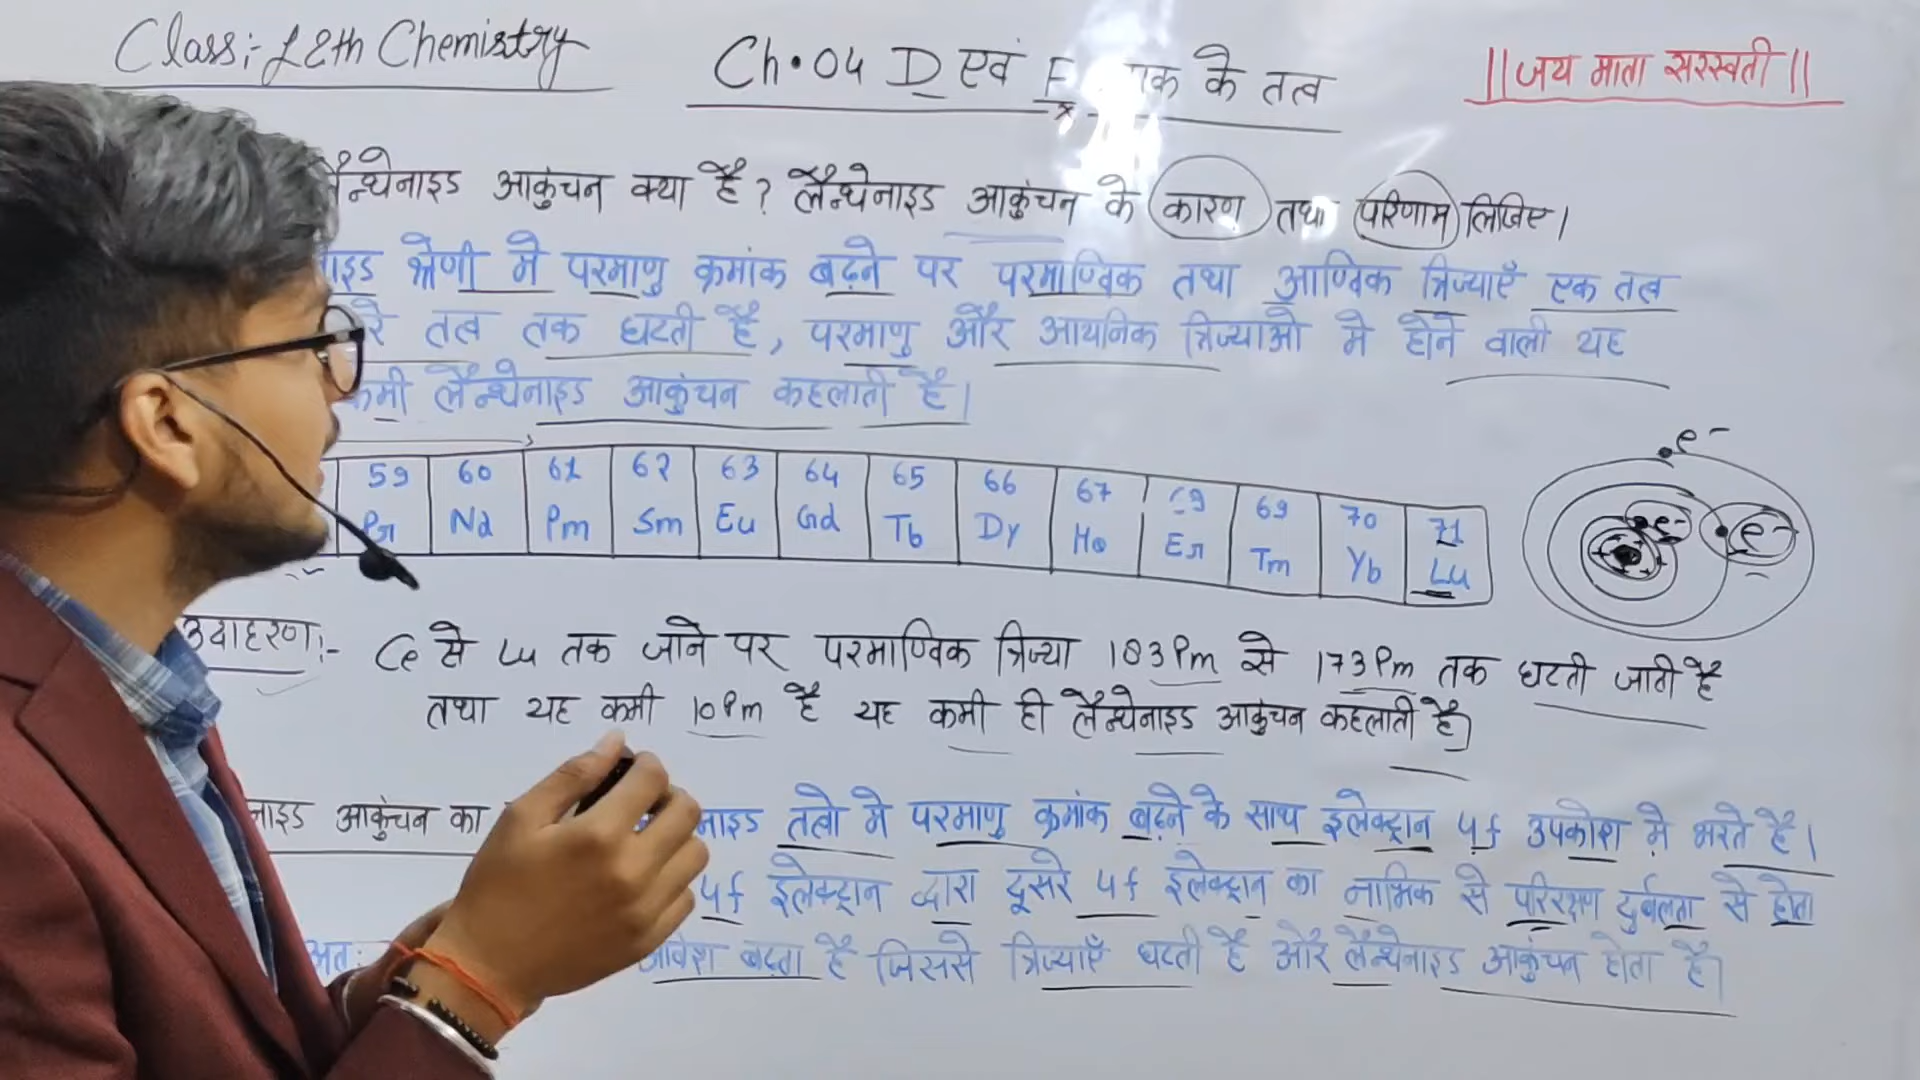 Class:- 12th Chemistry
Ch. 04 D एवं F के तत्व
||जय माता सरस्वती||
आकुंचन क्या है? लैन्थेनाइड आकुंचन के कारण तथा परिणाम लिखिए।
श्रेणी में परमाणु क्रमांक बढ़ने पर परमाण्विक तथा आण्विक त्रिज्याएँ एक तत्व
तत्व तक घटती है, परमाणु और आयनिक त्रिज्याओ मे होने वाली यह
कमी लैन्थेनाइड आकुंचन कहलाती है।
59 60 61 62 63 64 65 66 67 69 70 71
Pr Nd Pm Sm Eu Gd Tb Dy Ho Er Tm Yb Lu
e-
e- e-
उदाहरण:- Ce से Lu तक जाने पर परमाण्विक त्रिज्या 183Pm से 173Pm तक घटती जाती है
तथा यह कमी 10Pm है यह कमी ही लैन्थेनाइड आकुंचन कहलाती है।
आकुंचन का तत्वो मे परमाणु क्रमांक बढ़ने के साथ इलेक्ट्रान 4f उपकोश मे भरते है।
4f इलेक्ट्रान द्वारा दूसरे 4f इलेक्ट्रान का नाभिक से परिरक्षण दुर्बलता से होता
अतः आवेश बढ़ता है जिससे त्रिज्याएँ घटती है और लैन्थेनाइड आकुंचन होता है।